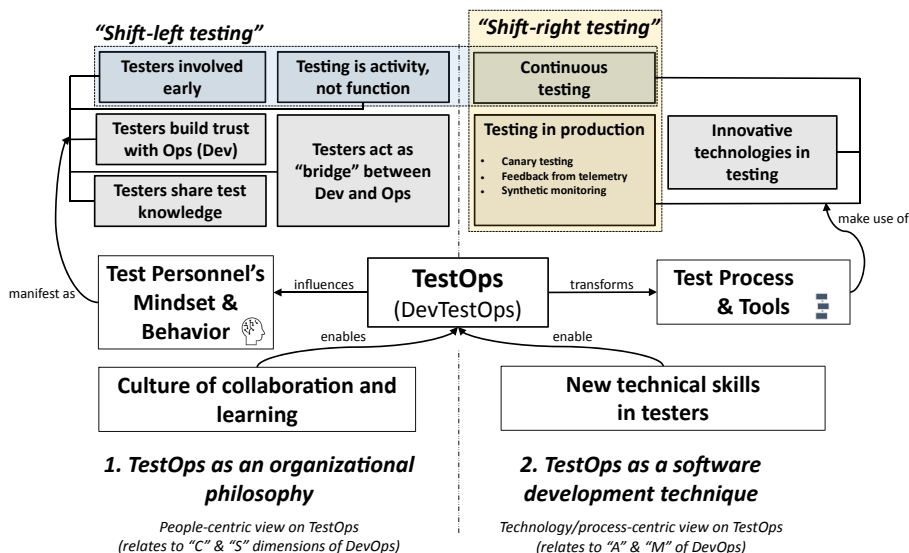 “Shift-left testing”
“Shift-right testing”
Testers involved
early
Testing is activity,
not function
Continuous
testing
Testers build trust
with Ops (Dev)
Testers act as
“bridge” between
Dev and Ops
Testing in production
• Canary testing
• Feedback from telemetry
• Synthetic monitoring
Innovative
technologies in
testing
Testers share test
knowledge
make use of
manifest as
Test Personnel’s
Mindset &
Behavior
influences
TestOps
(DevTestOps)
transforms
Test Process
& Tools
enables
enable
Culture of collaboration and
learning
New technical skills
in testers
1. TestOps as an organizational
philosophy
People-centric view on TestOps
(relates to “C” & “S” dimensions of DevOps)
2. TestOps as a software
development technique
Technology/process-centric view on TestOps
(relates to “A” & “M” of DevOps)